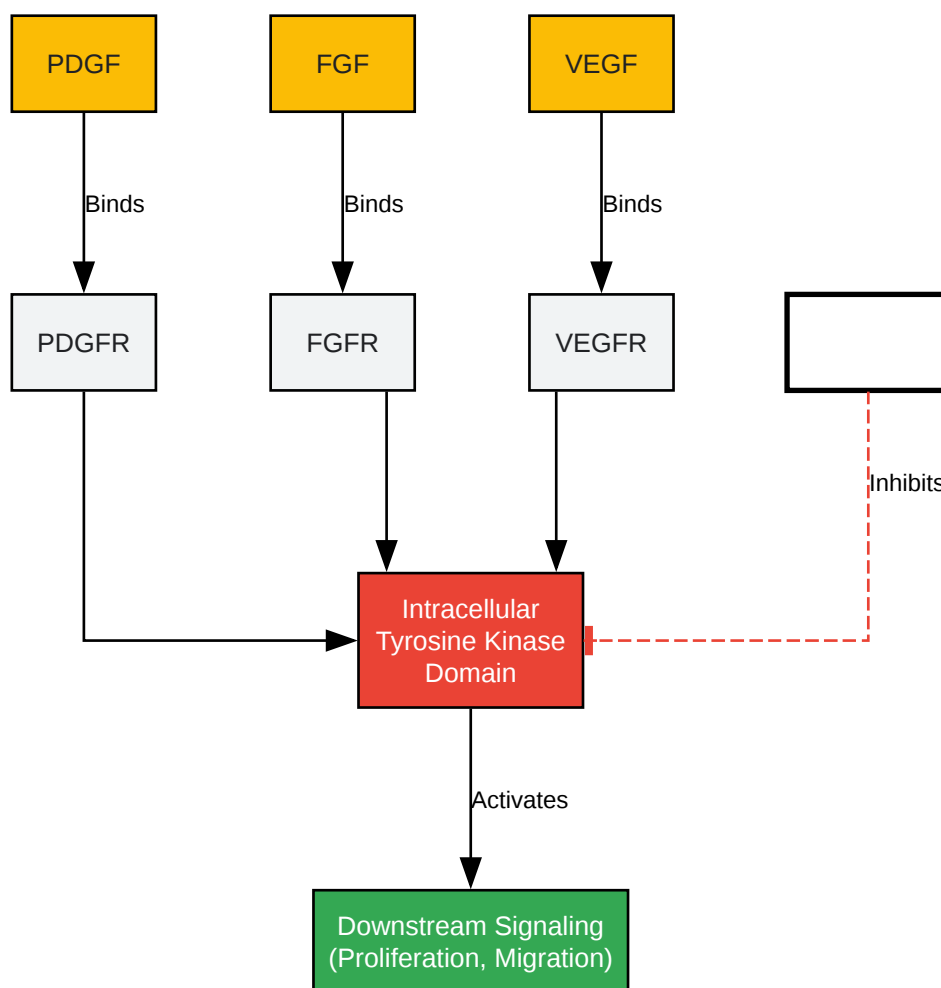 PDGF
FGF
VEGF
Binds
Binds
Binds
PDGFR
FGFR
VEGFR
Inhibits
Intracellular
Tyrosine Kinase
Domain
Activates
Downstream Signaling
(Proliferation, Migration)